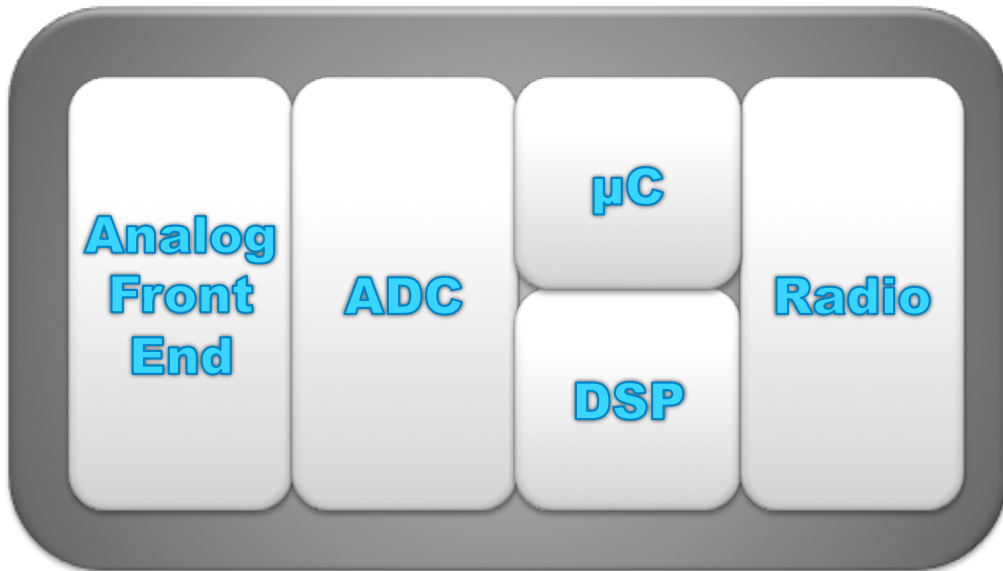 Analog
Front
End
ADC
µC
DSP
Radio